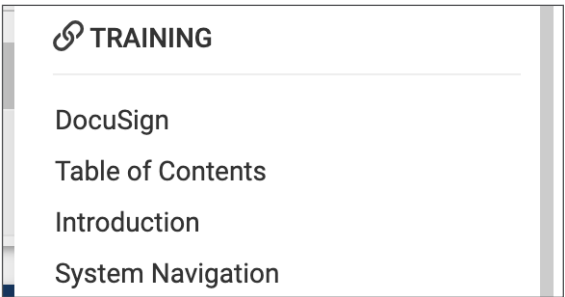 TRAINING
DocuSign
Table of Contents
Introduction
System Navigation